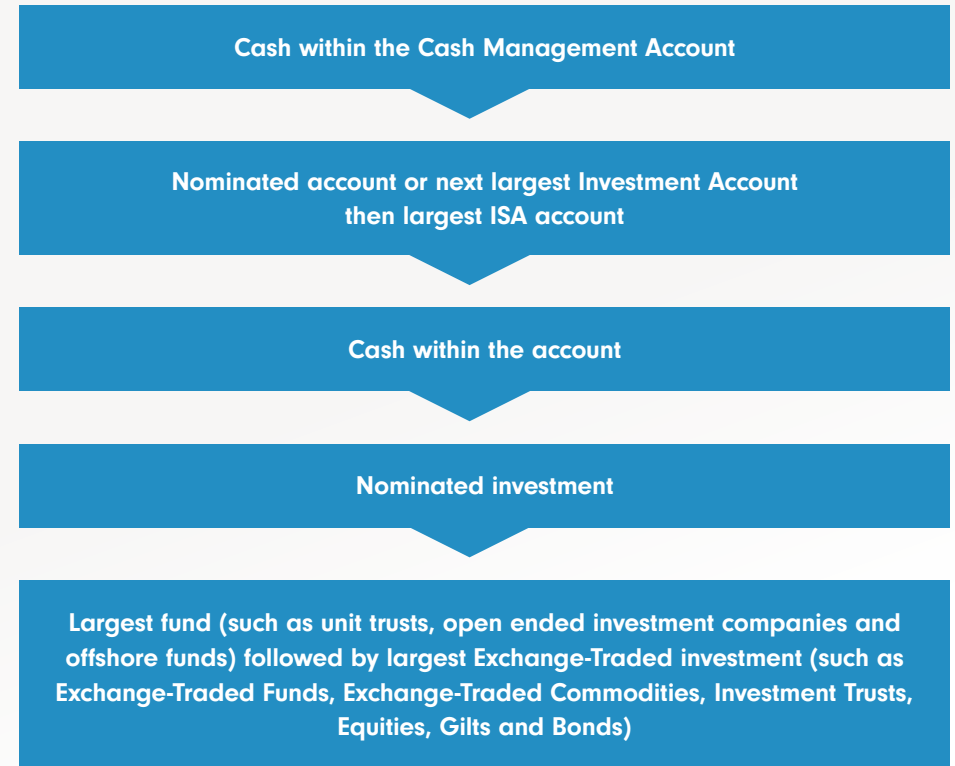 Cash within the Cash Management Account
Nominated account or next largest Investment Account
then largest ISA account
Cash within the account
Nominated investment
Largest fund (such as unit trusts, open ended investment companies and
offshore funds) followed by largest Exchange-Traded investment (such as
Exchange-Traded Funds, Exchange-Traded Commodities, Investment Trusts,
Equities, Gilts and Bonds)